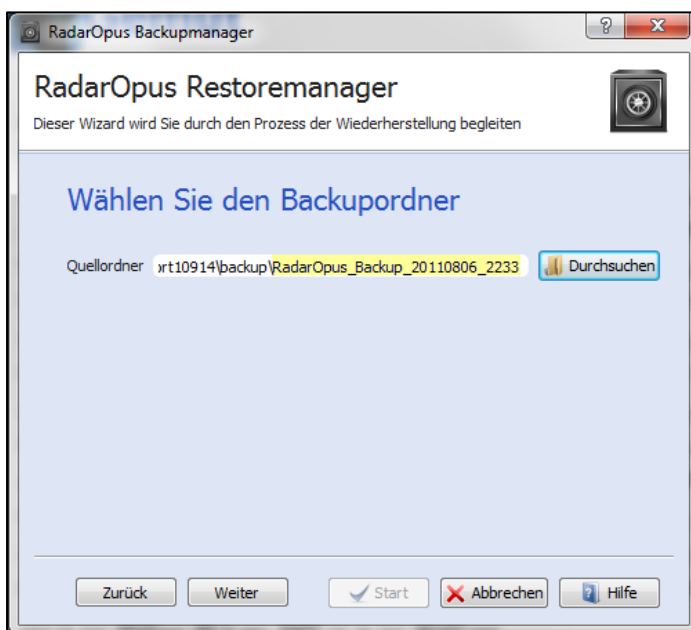 RadarOpus Backupmanager
RadarOpus Restoremanager
Dieser Wizard wird Sie durch den Prozess der Wiederherstellung begleiten
Wählen Sie den Backupordner
Quellordner ort10914\backup\RadarOpus_Backup_20110806_2233 Durchsuchen
Zurück Weiter Start Abbrechen Hilfe